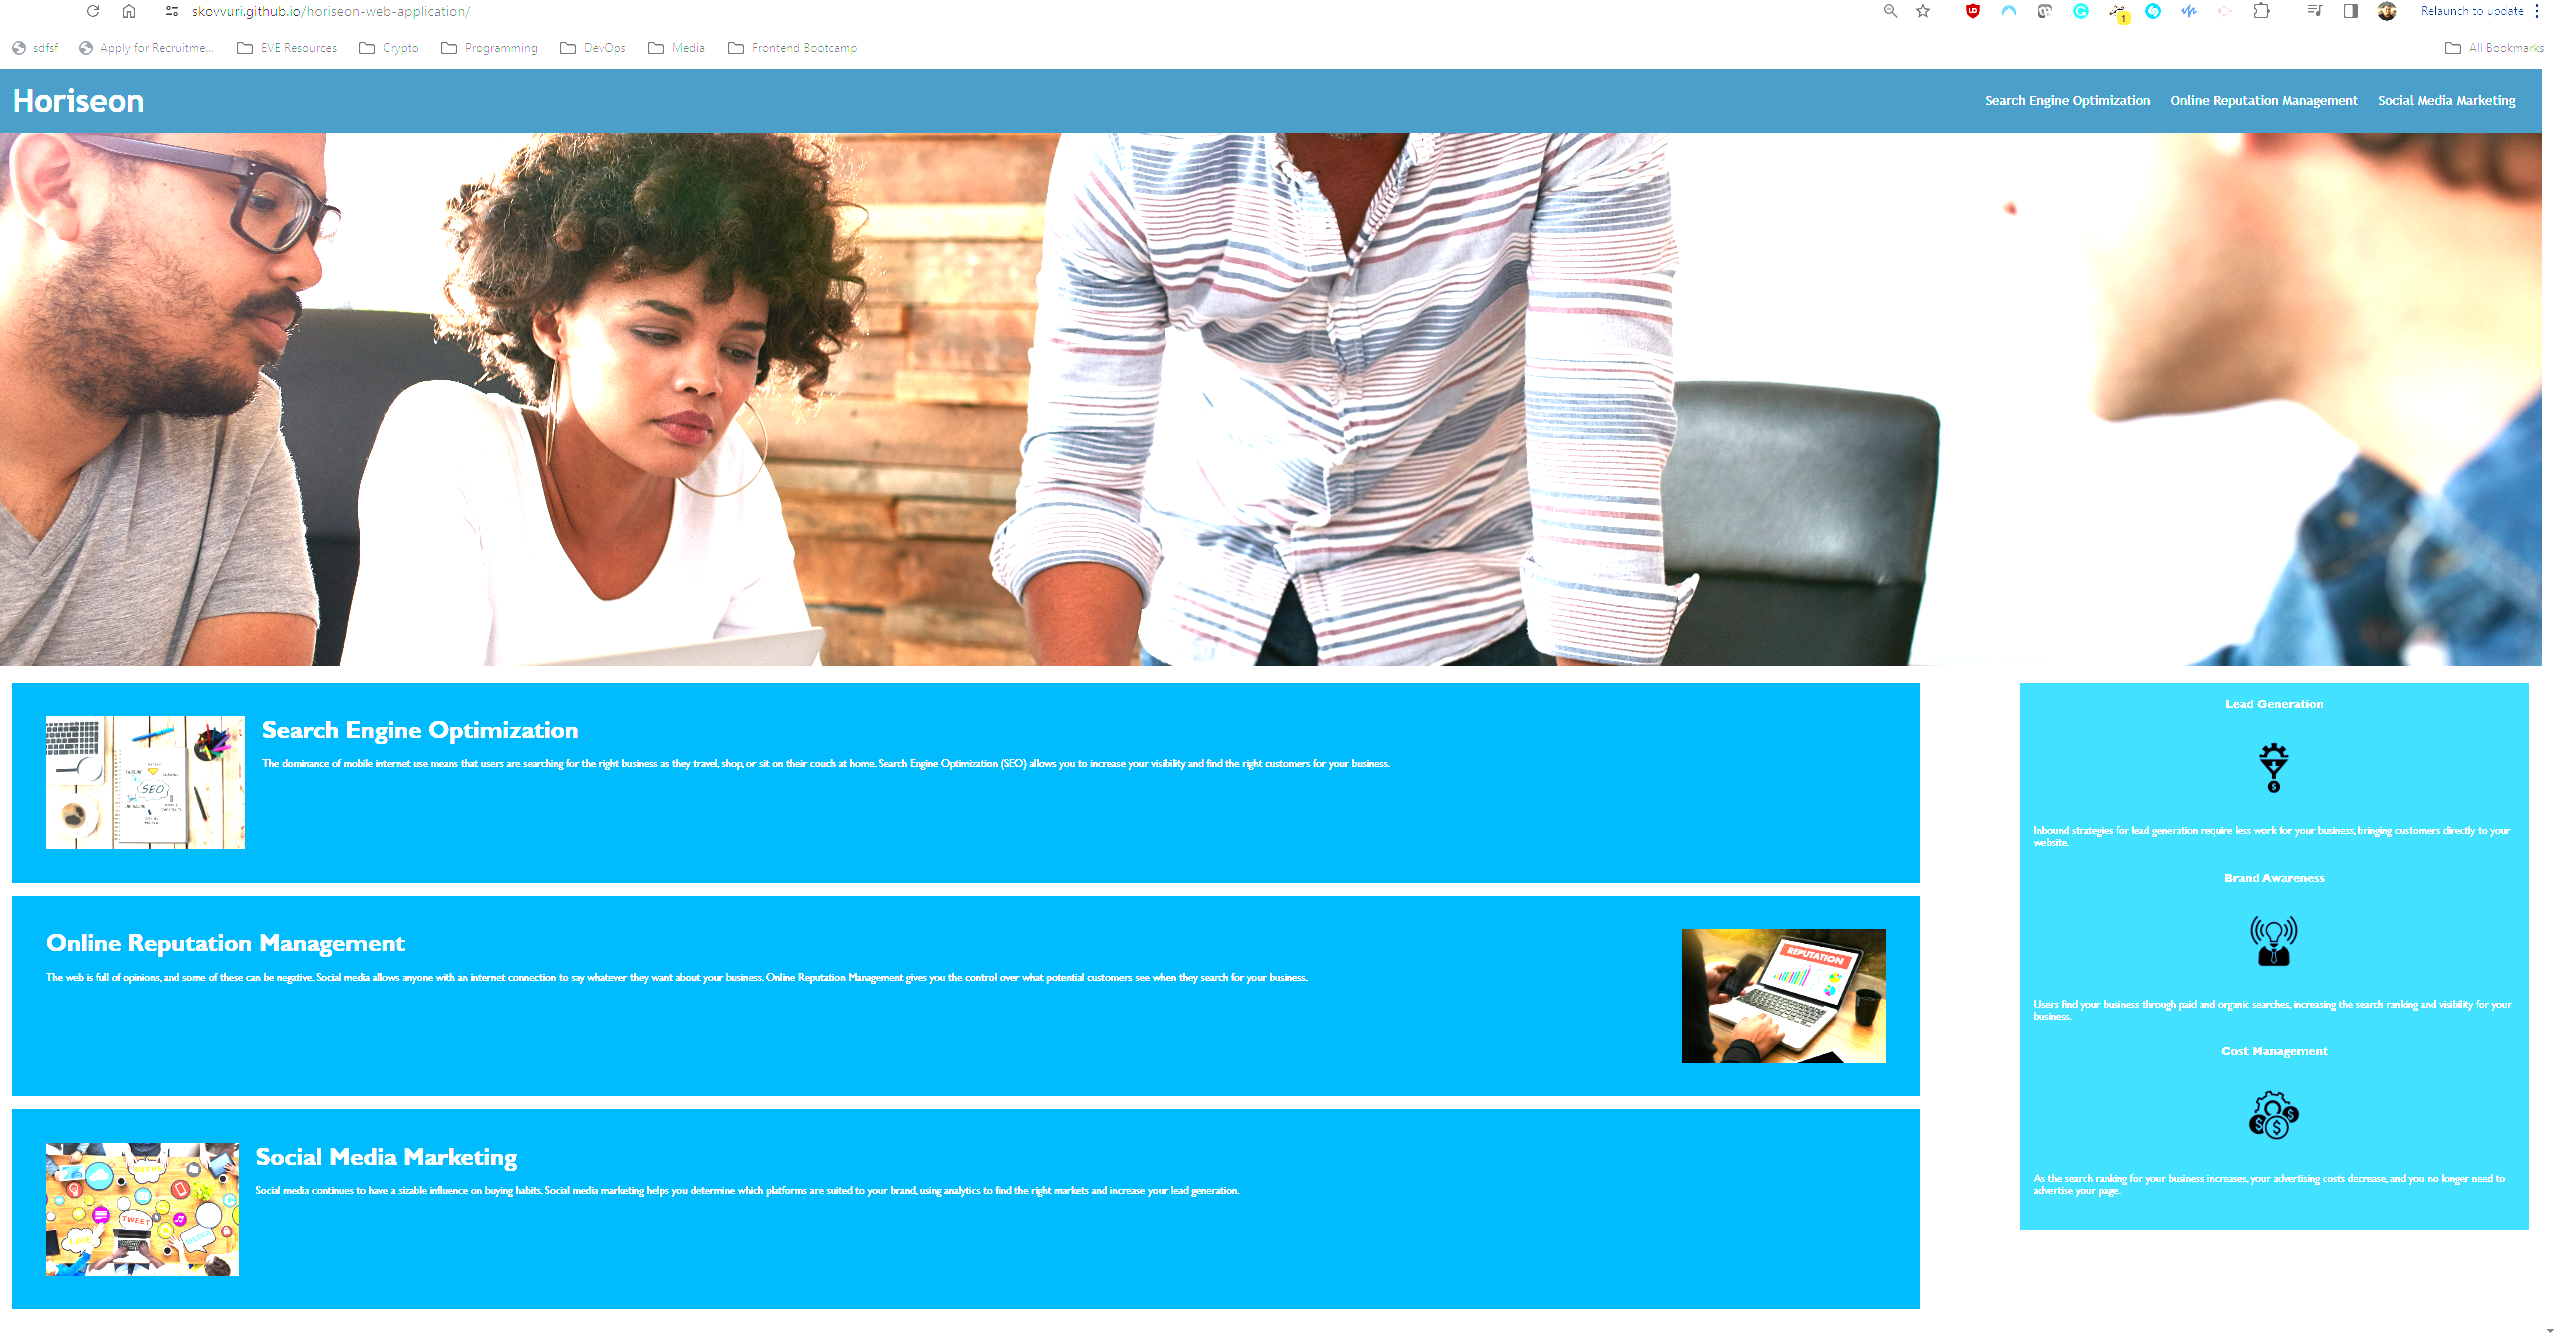 skovvuri.github.io/horiseon-web-application/
1
Relaunch to update
sdfsf
Apply for Recruitme...
EVE Resources
Crypto
Programming
DevOps
Media
Frontend Bootcamp
All Bookmarks
Horiseon
Search Engine Optimization
Online Reputation Management
Social Media Marketing
SEO
Search Engine Optimization
The dominance of mobile internet use means that users are searching for the right business as they travel, shop, or sit on their couch at home. Search Engine Optimization (SEO) allows you to increase your visibility and find the right customers for your business.
Online Reputation Management
The web is full of opinions, and some of these can be negative. Social media allows anyone with an internet connection to say whatever they want about your business. Online Reputation Management gives you the control over what potential customers see when they search for your business.
REPUTATION
TWEET
LIKE
MEDIA
Social Media Marketing
Social media continues to have a sizable influence on buying habits. Social media marketing helps you determine which platforms are suited to your brand, using analytics to find the right markets and increase your lead generation.
Lead Generation
Inbound strategies for lead generation require less work for your business, bringing customers directly to your
website.
Brand Awareness
Users find your business through paid and organic searches, increasing the search ranking and visibility for your
business.
Cost Management
As the search ranking for your business increases, your advertising costs decrease, and you no longer need to
advertise your page.